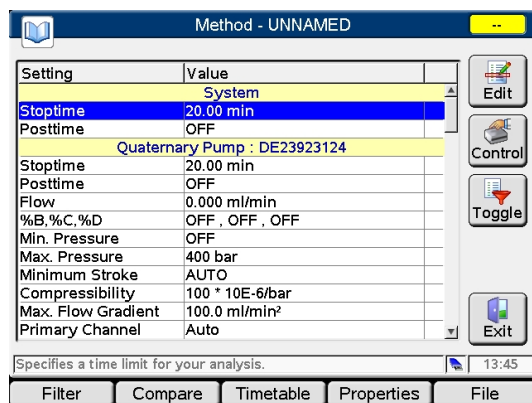 Method - UNNAMED
--
Setting Value
System
Stoptime 20.00 min
Posttime OFF
Quaternary Pump : DE23923124
Stoptime 20.00 min
Posttime OFF
Flow 0.000 ml/min
%B,%C,%D OFF , OFF , OFF
Min. Pressure OFF
Max. Pressure 400 bar
Minimum Stroke AUTO
Compressibility 100 * 10E-6/bar
Max. Flow Gradient 100.0 ml/min²
Primary Channel Auto
Edit
Control
Toggle
Exit
Specifies a time limit for your analysis.
13:45
Filter Compare Timetable Properties File